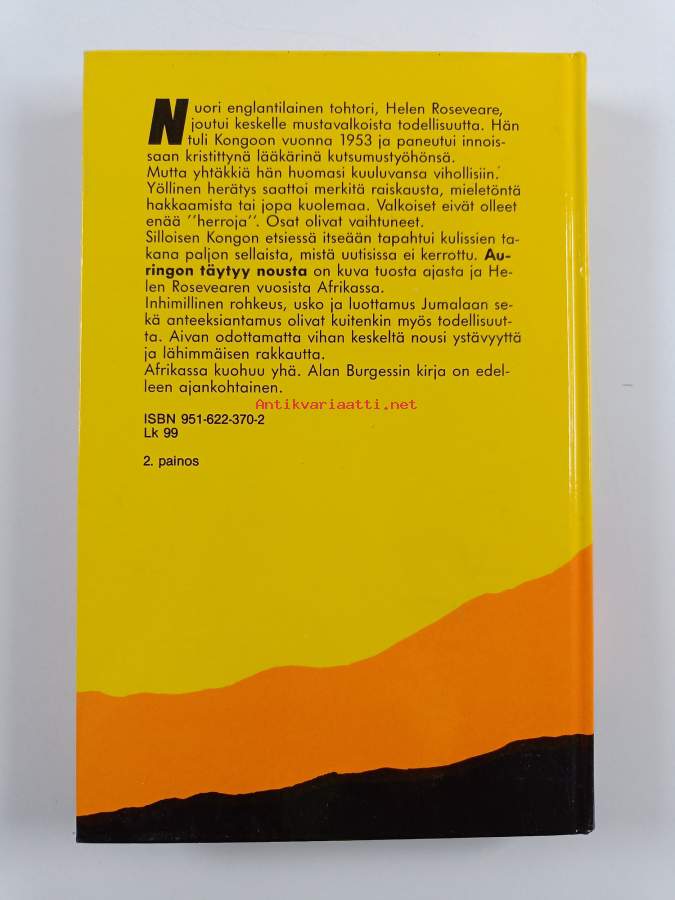 Nuori englantilainen tohtori, Helen Roseveare,
joutui keskelle mustavalkoista todellisuutta. Hän
tuli Kongoon vuonna 1953 ja paneutui innois-
saan kristittynä lääkärinä kutsumustyöhönsä.
Mutta yhtäkkiä hän huomasi kuuluvansa vihollisiin.
Yöllinen herätys saattoi merkitä raiskausta, mieletöntä
hakkaamista tai jopa kuolemaa. Valkoiset eivät olleet
enää ''herroja''. Osat olivat vaihtuneet.
Silloisen Kongon etsiessä itseään tapahtui kulissien ta-
kana paljon sellaista, mistä uutisissa ei kerrottu. Au-
ringon täytyy nousta on kuva tuosta ajasta ja He-
len Rosevearen vuosista Afrikassa.
Inhimillinen rohkeus, usko ja luottamus Jumalaan se-
kä anteeksiantamus olivat kuitenkin myös todellisuut-
ta. Aivan odottamatta vihan keskeltä nousi ystävyyttä
ja lähimmäisen rakkautta.
Afrikassa kuohuu yhä. Alan Burgessin kirja on edel-
leen ajankohtainen.
Antikvariaatti.net
ISBN 951-622-370-2
Lk 99
2. painos